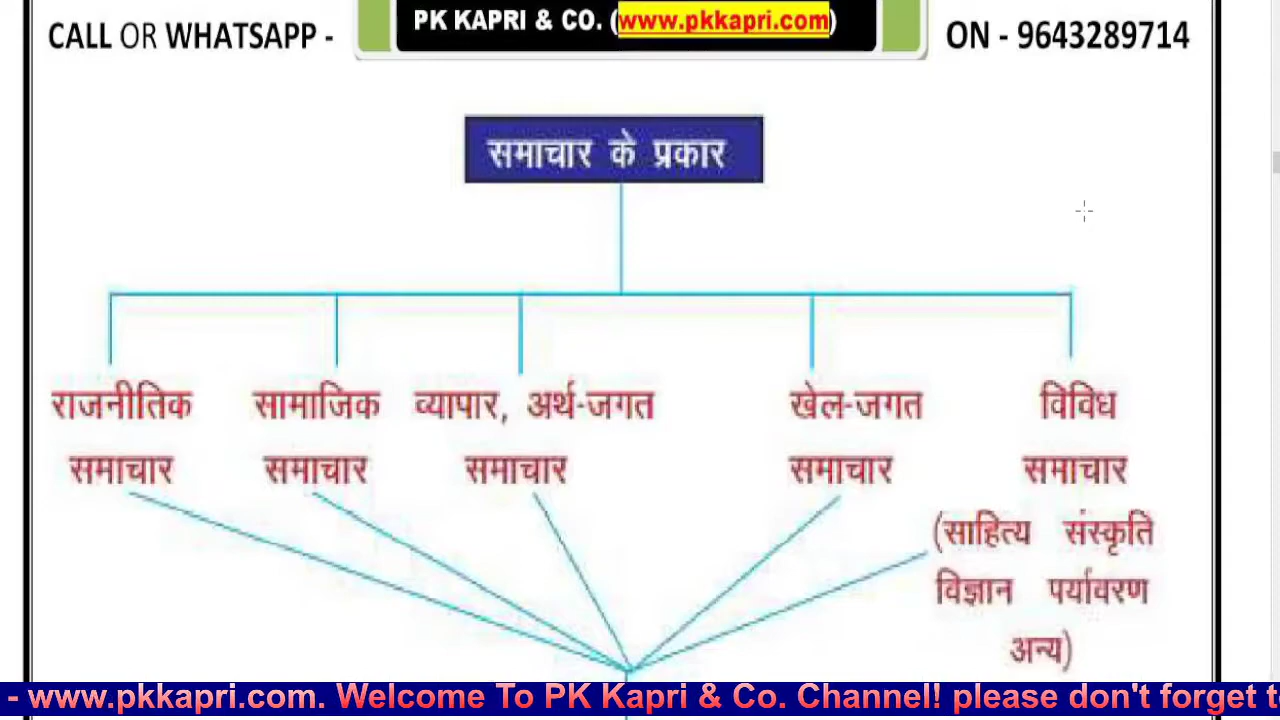 PK KAPRI & CO. (www.pkkapri.com)
CALL OR WHATSAPP - ON - 9643289714
समाचार के प्रकार
राजनीतिक सामाजिक व्यापार, अर्थ-जगत खेल-जगत विविध
समाचार समाचार समाचार समाचार समाचार
(साहित्य संस्कृति
विज्ञान पर्यावरण
अन्य)
- www.pkkapri.com. Welcome To PK Kapri & Co. Channel! please don't forget to